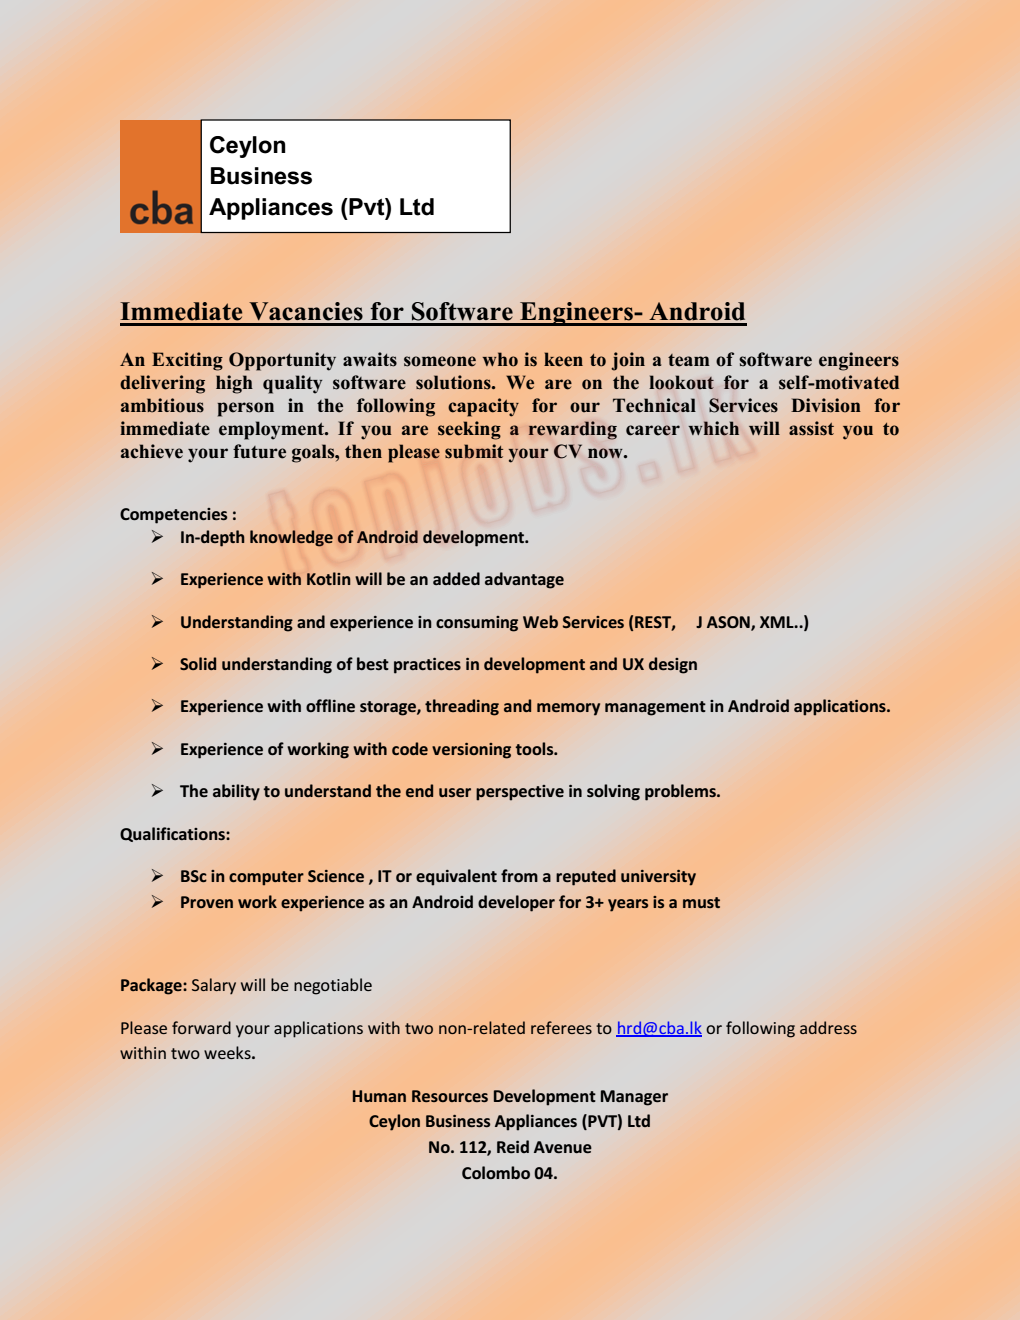 cba
Ceylon
Business
Appliances (Pvt) Ltd
Immediate Vacancies for Software Engineers- Android
An Exciting Opportunity awaits someone who is keen to join a team of software engineers
delivering high quality software solutions. We are on the lookout for a self-motivated
ambitious person in the following capacity for our Technical Services Division for
immediate employment. If you are seeking a rewarding career which will assist you to
achieve your future goals, then please submit your CV now.
topjobs.lk
Competencies :
➢ In-depth knowledge of Android development.
➢ Experience with Kotlin will be an added advantage
➢ Understanding and experience in consuming Web Services (REST, J ASON, XML..)
➢ Solid understanding of best practices in development and UX design
➢ Experience with offline storage, threading and memory management in Android applications.
➢ Experience of working with code versioning tools.
➢ The ability to understand the end user perspective in solving problems.
Qualifications:
➢ BSc in computer Science , IT or equivalent from a reputed university
➢ Proven work experience as an Android developer for 3+ years is a must
Package: Salary will be negotiable
Please forward your applications with two non-related referees to hrd@cba.lk or following address
within two weeks.
Human Resources Development Manager
Ceylon Business Appliances (PVT) Ltd
No. 112, Reid Avenue
Colombo 04.